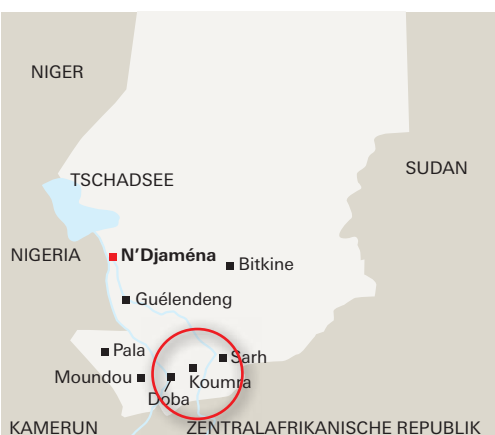 NIGER
TSCHADSEE
SUDAN
NIGERIA
N'Djaména
Bitkine
Guélendeng
Pala
Sarh
Moundou
Koumra
Doba
KAMERUN
ZENTRALAFRIKANISCHE REPUBLIK